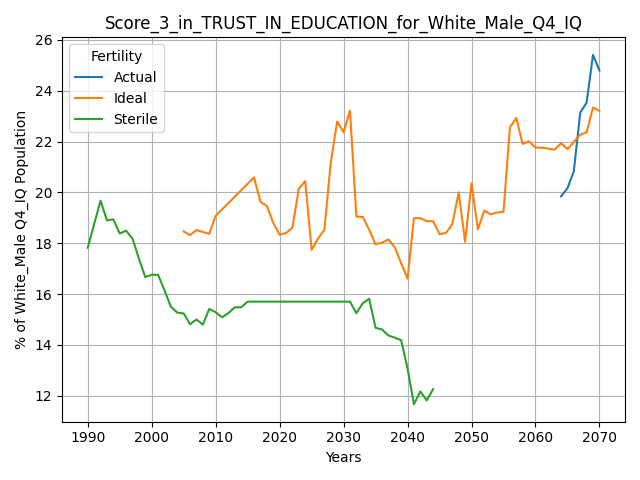 Score_3_in_TRUST_IN_EDUCATION_for_White_Male_Q4_IQ
Fertility
Actual
Ideal
Sterile
% of White_Male Q4_IQ Population
26
24
22
20
18
16
14
12
1990 2000 2010 2020 2030 2040 2050 2060 2070
Years